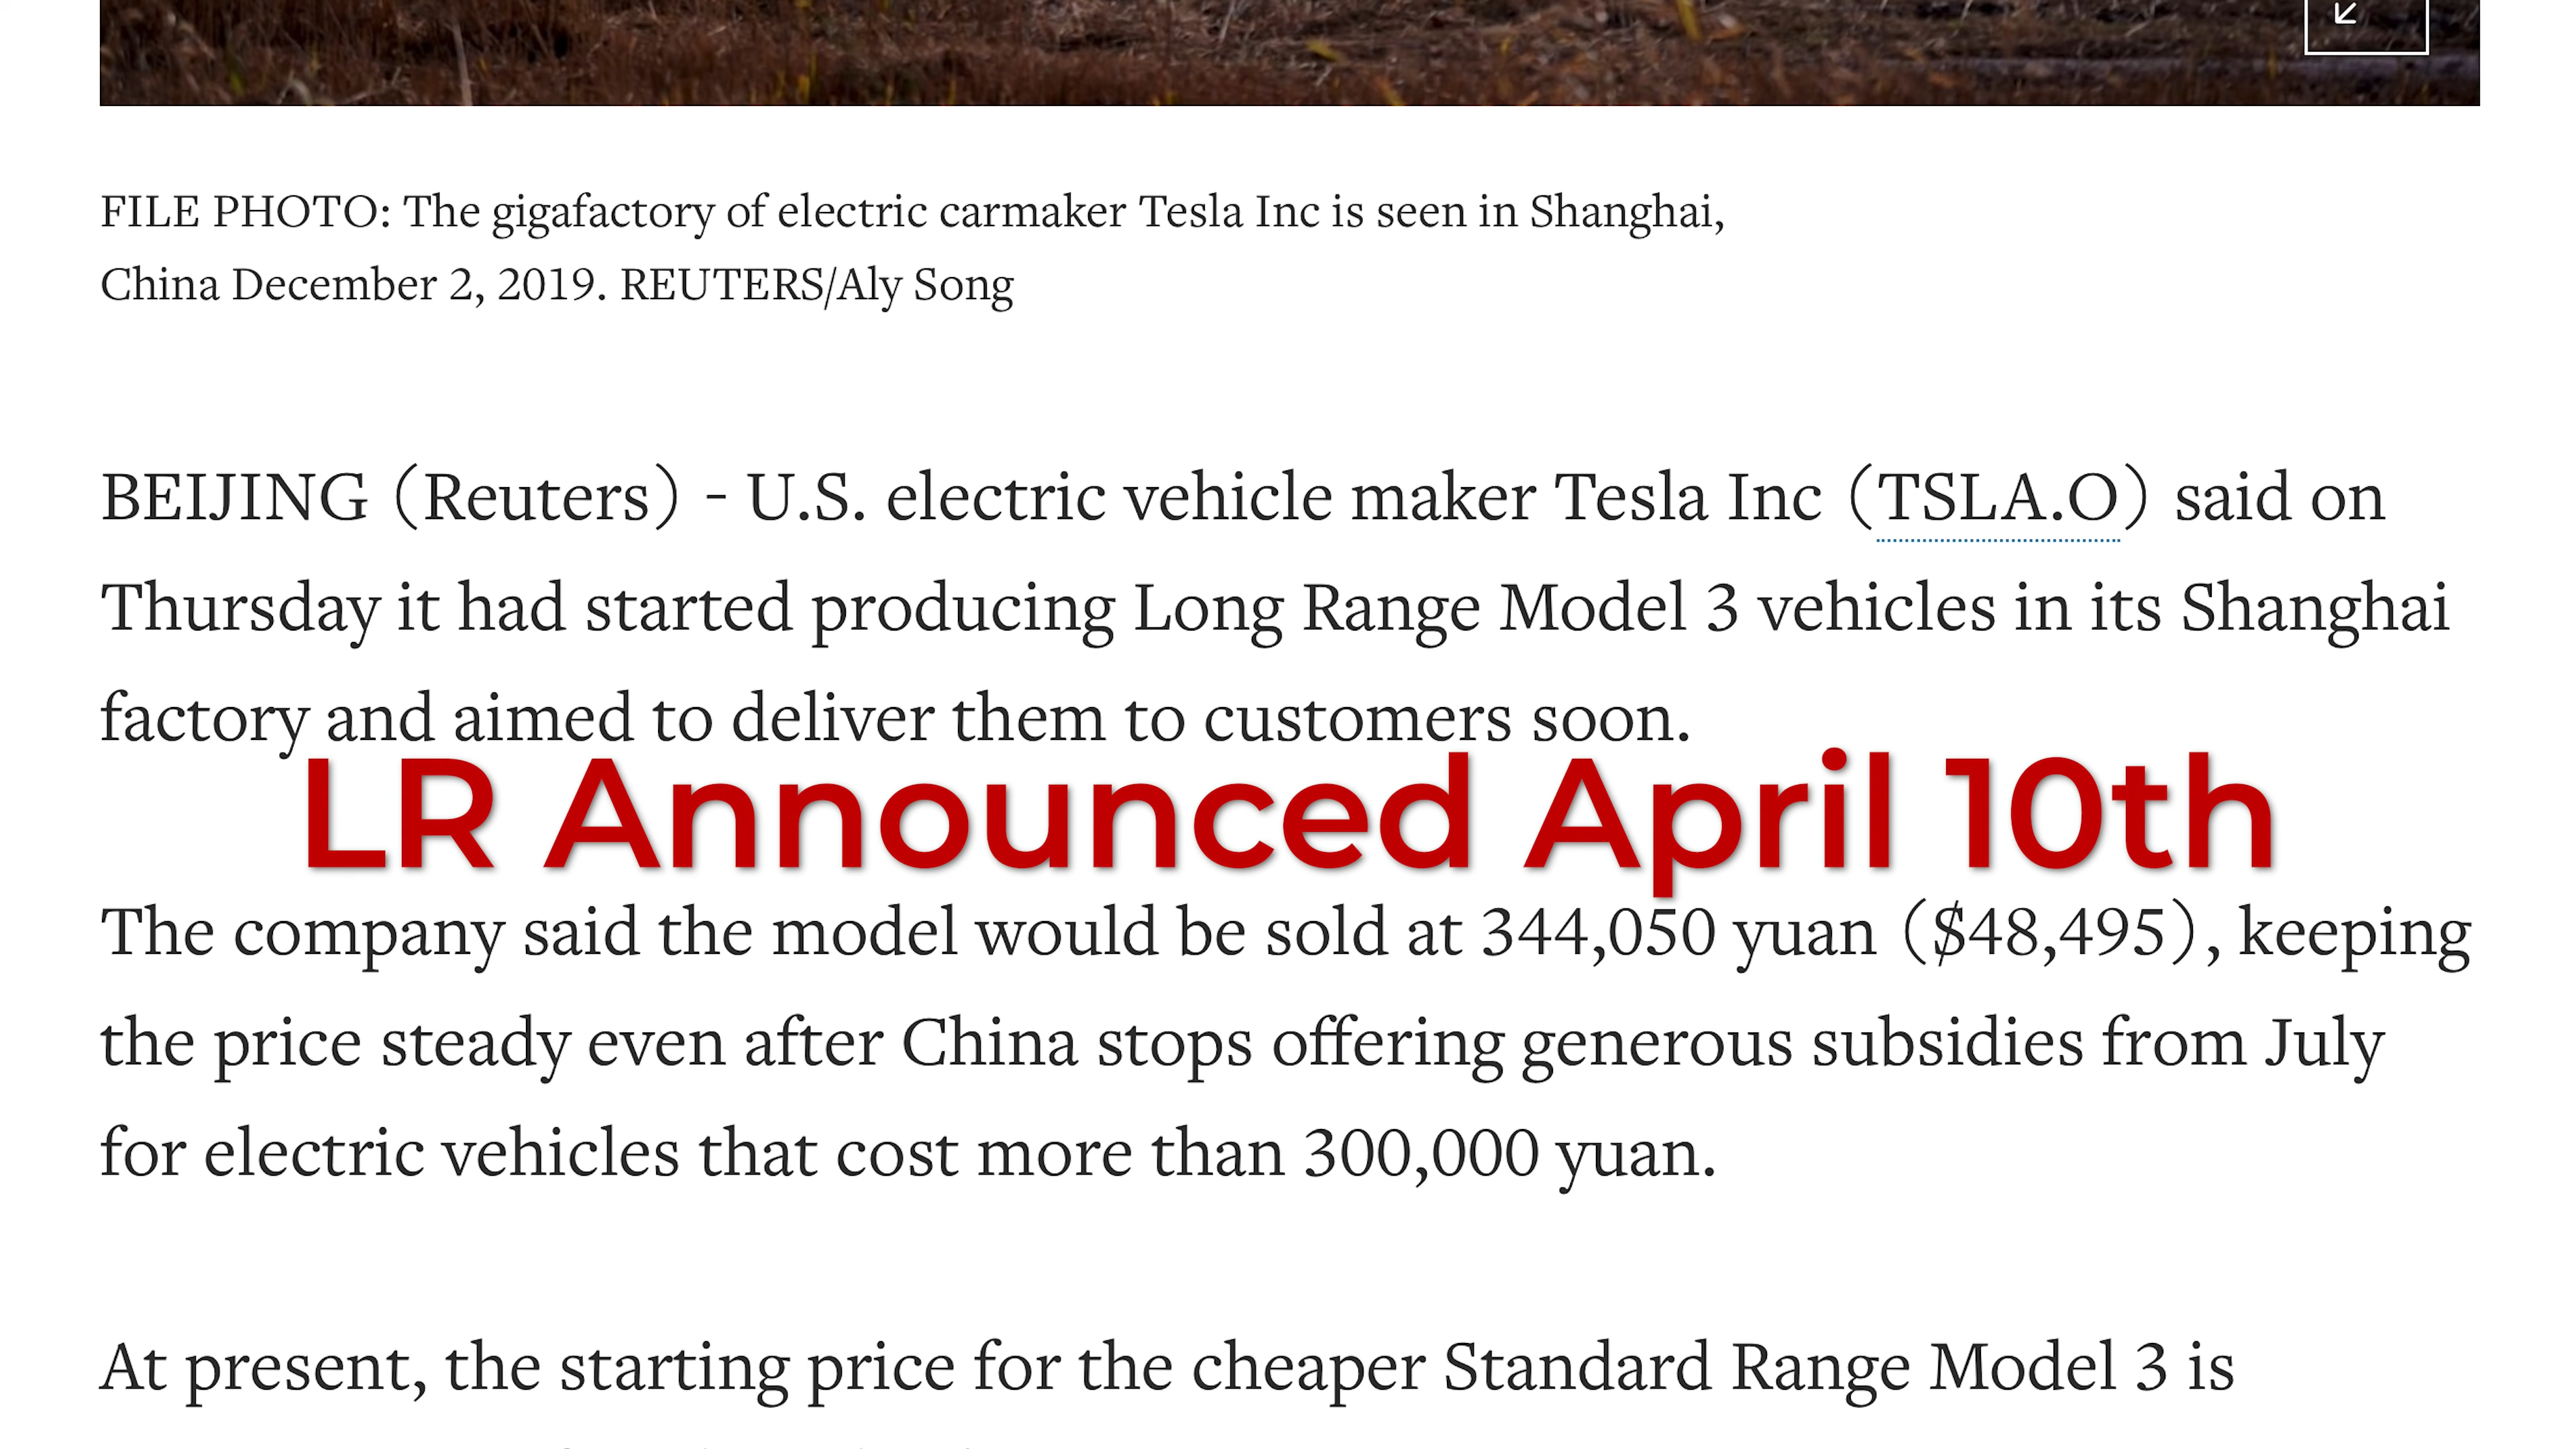 FILE PHOTO: The gigafactory of electric carmaker Tesla Inc is seen in Shanghai,
China December 2, 2019. REUTERS/Aly Song
BEIJING (Reuters) - U.S. electric vehicle maker Tesla Inc (TSLA.O) said on
Thursday it had started producing Long Range Model 3 vehicles in its Shanghai
factory and aimed to deliver them to customers soon.
LR Announced April 10th
The company said the model would be sold at 344,050 yuan ($48,495), keeping
the price steady even after China stops offering generous subsidies from July
for electric vehicles that cost more than 300,000 yuan.
At present, the starting price for the cheaper Standard Range Model 3 is